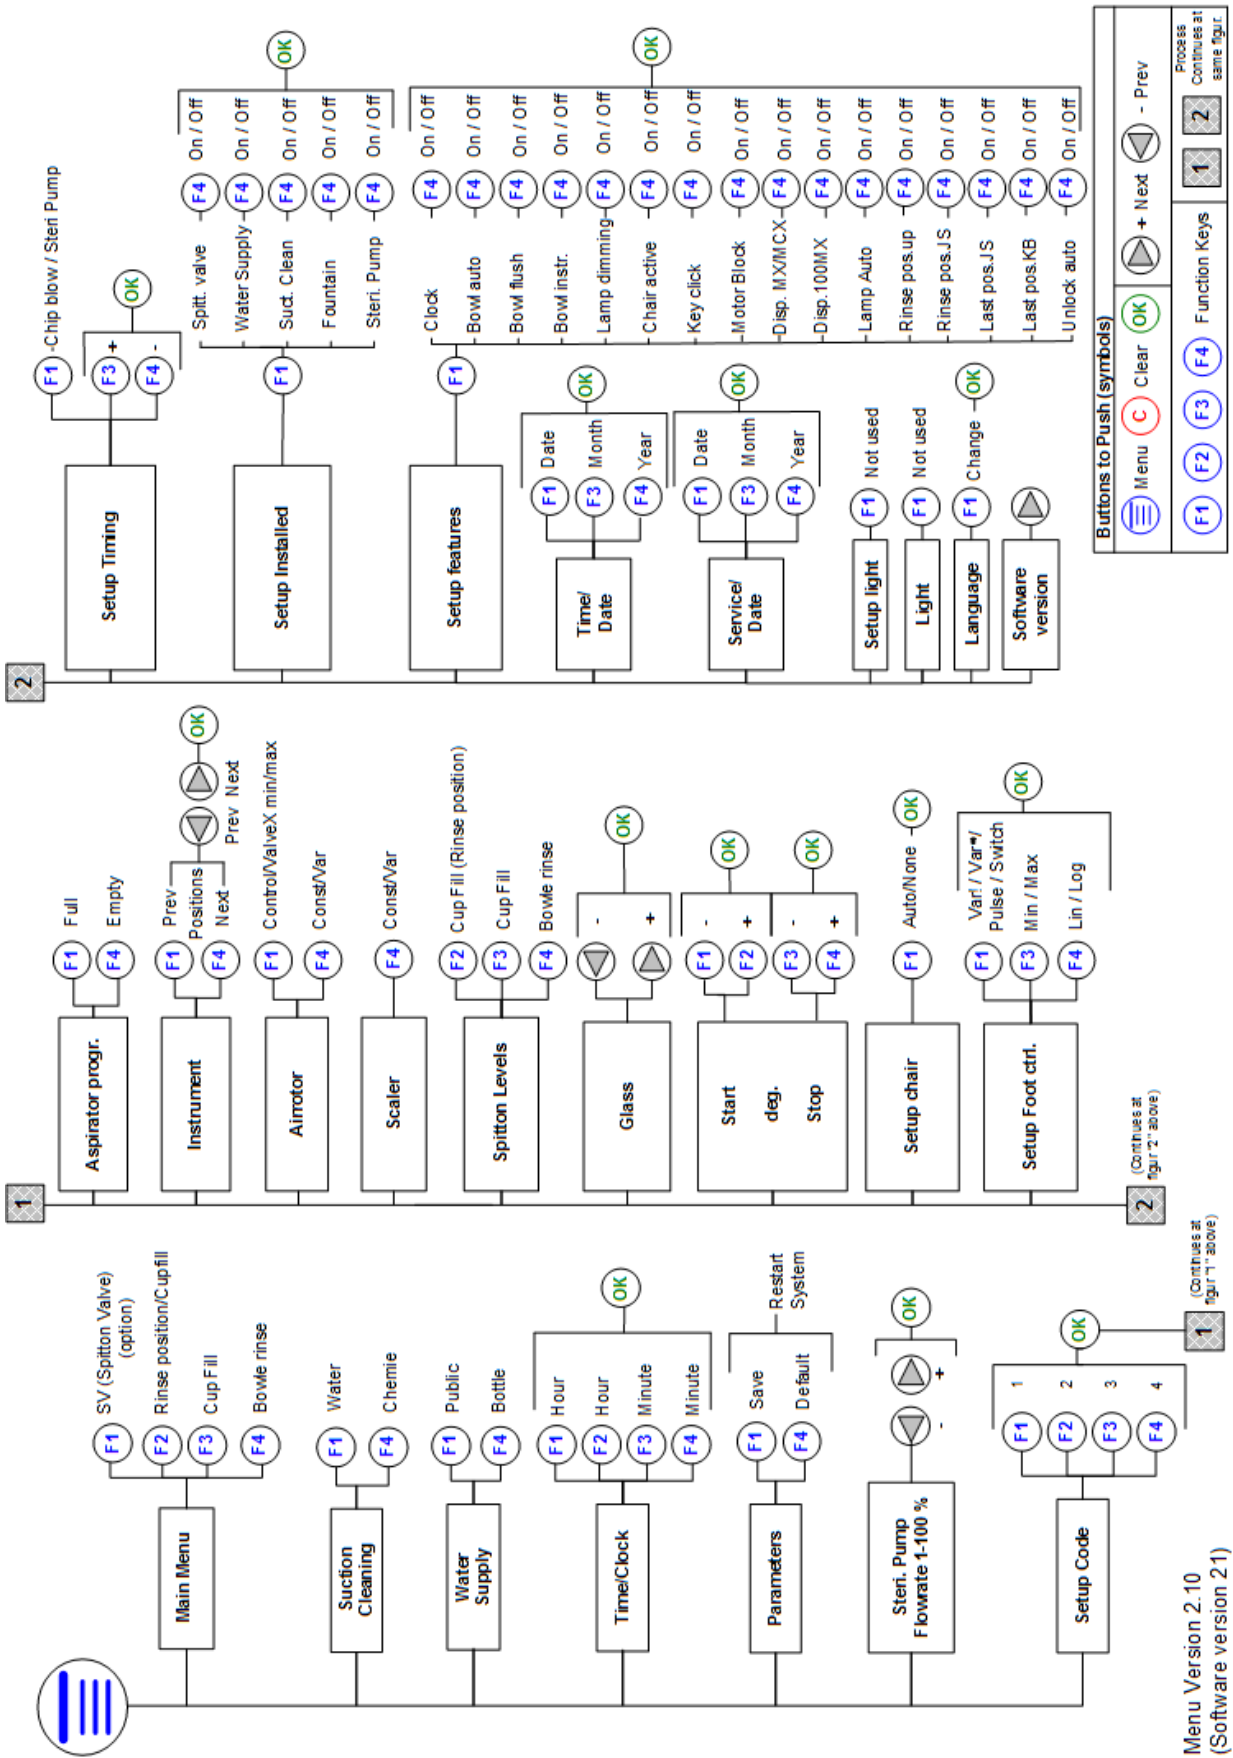 F1 SV (Spitton Valve)
(option)
F2 Rinse position/Cupfill
F3 Cup Fill
F4 Bowle rinse
Main Menu
F1 Water
F4 Chemie
Suction
Cleaning
F1 Public
F4 Bottle
Water
Supply
F1 Hour
F2 Hour
F3 Minute
F4 Minute
OK
Time/Clock
F1 Save
F4 Default
Restart
System
Parameters
Steri. Pump
Flowrate 1-100 %
- +
OK
Setup Code
F1 1
F2 2
F3 3
F4 4
OK
1
(Continues at
figur "1" above)
Menu Version 2.10
(Software version 21)
1
Aspirator progr.
F1 Full
F4 Empty
Instrument
F1 Prev
Positions
F4 Next
Prev Next
OK
Airrotor
F1 Control/ValveX min/max
F4 Const/Var
Scaler
F4 Const/Var
Spitton Levels
F2 Cup Fill (Rinse position)
F3 Cup Fill
F4 Bowle rinse
Glass
-
+
OK
Start
deg.
Stop
F1 -
F2 +
OK
F3 -
F4 +
OK
Setup chair
F1 Auto/None OK
Setup Foot ctrl.
F1 Var! / Var*/
Pulse / Switch
F3 Min / Max
F4 Lin / Log
OK
2
(Continues at
figur "2" above)
2
Setup Timing
F1 -Chip blow / Steri Pump
F3 +
F4 -
OK
Setup Installed
F1
Spitt. valve F4 On / Off
Water Supply F4 On / Off
Suct. Clean F4 On / Off
Fountain F4 On / Off
Steri. Pump F4 On / Off
OK
Setup features
F1
Clock F4 On / Off
Bowl auto F4 On / Off
Bowl flush F4 On / Off
Bowl instr. F4 On / Off
Lamp dimming F4 On / Off
Chair active F4 On / Off
Key click F4 On / Off
Motor Block F4 On / Off
Disp. MX/MCX F4 On / Off
Disp.100MX F4 On / Off
Lamp Auto F4 On / Off
Rinse pos.up F4 On / Off
Rinse pos.JS F4 On / Off
Last pos.JS F4 On / Off
Last pos.KB F4 On / Off
Unlock auto F4 On / Off
OK
Time/
Date
F1 Date
F3 Month
F4 Year
OK
Service/
Date
F1 Date
F3 Month
F4 Year
OK
Setup light F1 Not used
Light F1 Not used
Language F1 Change OK
Software
version
Buttons to Push (symbols)
Menu C Clear OK + Next - Prev
F1 F2 F3 F4 Function Keys
1 2 Process
Continues at
same figur.